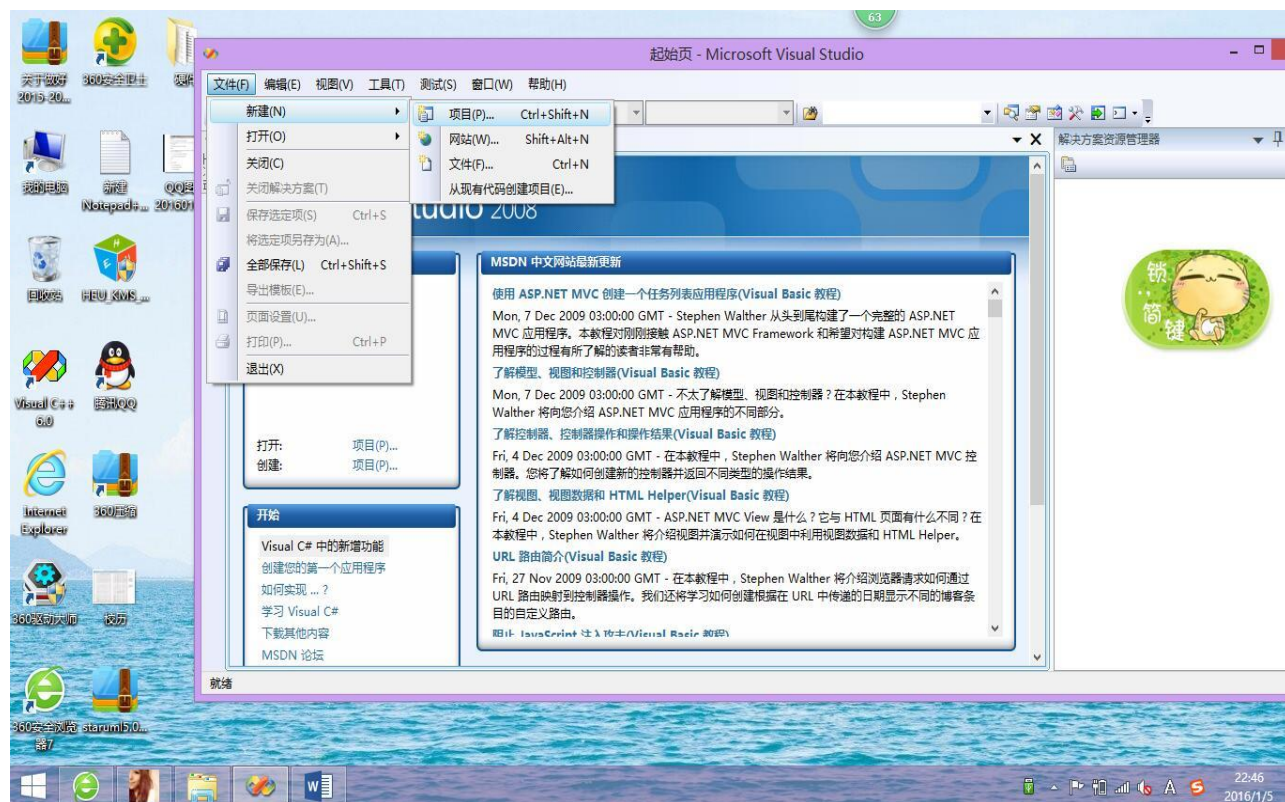 63
起始页 - Microsoft Visual Studio
文件(F) 编辑(E) 视图(V) 工具(T) 测试(S) 窗口(W) 帮助(H)
新建(N)
打开(O)
关闭(C)
关闭解决方案(T)
保存选定项(S) Ctrl+S
将选定项另存为(A)...
全部保存(L) Ctrl+Shift+S
导出模板(E)...
页面设置(U)...
打印(P)... Ctrl+P
退出(X)
项目(P)... Ctrl+Shift+N
网站(W)... Shift+Alt+N
文件(F)... Ctrl+N
从现有代码创建项目(E)...
2008
打开: 项目(P)...
创建: 项目(P)...
开始
Visual C# 中的新增功能
创建您的第一个应用程序
如何实现 ... ?
学习 Visual C#
下载其他内容
MSDN 论坛
MSDN 中文网站最新更新
使用 ASP.NET MVC 创建一个任务列表应用程序(Visual Basic 教程)
Mon, 7 Dec 2009 03:00:00 GMT - Stephen Walther 从头到尾构建了一个完整的 ASP.NET
MVC 应用程序。本教程对刚刚接触 ASP.NET MVC Framework 和希望对构建 ASP.NET MVC 应
用程序的过程有所了解的读者非常有帮助。
了解模型、视图和控制器(Visual Basic 教程)
Mon, 7 Dec 2009 03:00:00 GMT - 不太了解模型、视图和控制器?在本教程中,Stephen
Walther 将向您介绍 ASP.NET MVC 应用程序的不同部分。
了解控制器、控制器操作和操作结果(Visual Basic 教程)
Fri, 4 Dec 2009 03:00:00 GMT - 在本教程中,Stephen Walther 将向您介绍 ASP.NET MVC 控
制器。您将了解如何创建新的控制器并返回不同类型的操作结果。
了解视图、视图数据和 HTML Helper(Visual Basic 教程)
Fri, 4 Dec 2009 03:00:00 GMT - ASP.NET MVC View 是什么?它与 HTML 页面有什么不同?在
本教程中,Stephen Walther 将介绍视图并演示如何在视图中利用视图数据和 HTML Helper。
URL 路由简介(Visual Basic 教程)
Fri, 27 Nov 2009 03:00:00 GMT - 在本教程中,Stephen Walther 将介绍浏览器请求如何通过
URL 路由映射到控制器操作。我们还将学习如何创建根据在 URL 中传递的日期显示不同的博客条
目的自定义路由。
阻止 JavaScript 注入攻击(Visual Basic 教程)
解决方案资源管理器
就绪
锁
简
键
关于做好
2015-20...
360安全卫士
我的电脑
新建
Notepad+...
回收站
HEU_KMS_...
Visual C++
6.0
腾讯QQ
Internet
Explorer
360压缩
360驱动大师
校历
360安全浏览
器7
staruml5.0...
A
22:46
2016/1/5